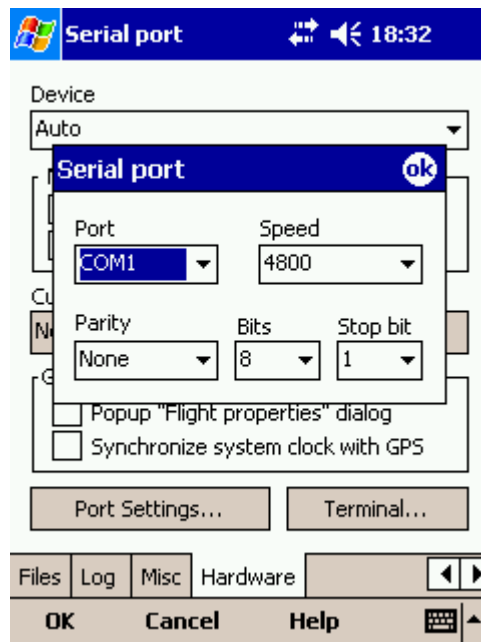 Serial port 18:32
Device
Auto
Serial port ok
Port Speed
COM1 4800
Parity Bits Stop bit
None 8 1
Popup "Flight properties" dialog
Synchronize system clock with GPS
Port Settings... Terminal...
Files Log Misc Hardware
OK Cancel Help